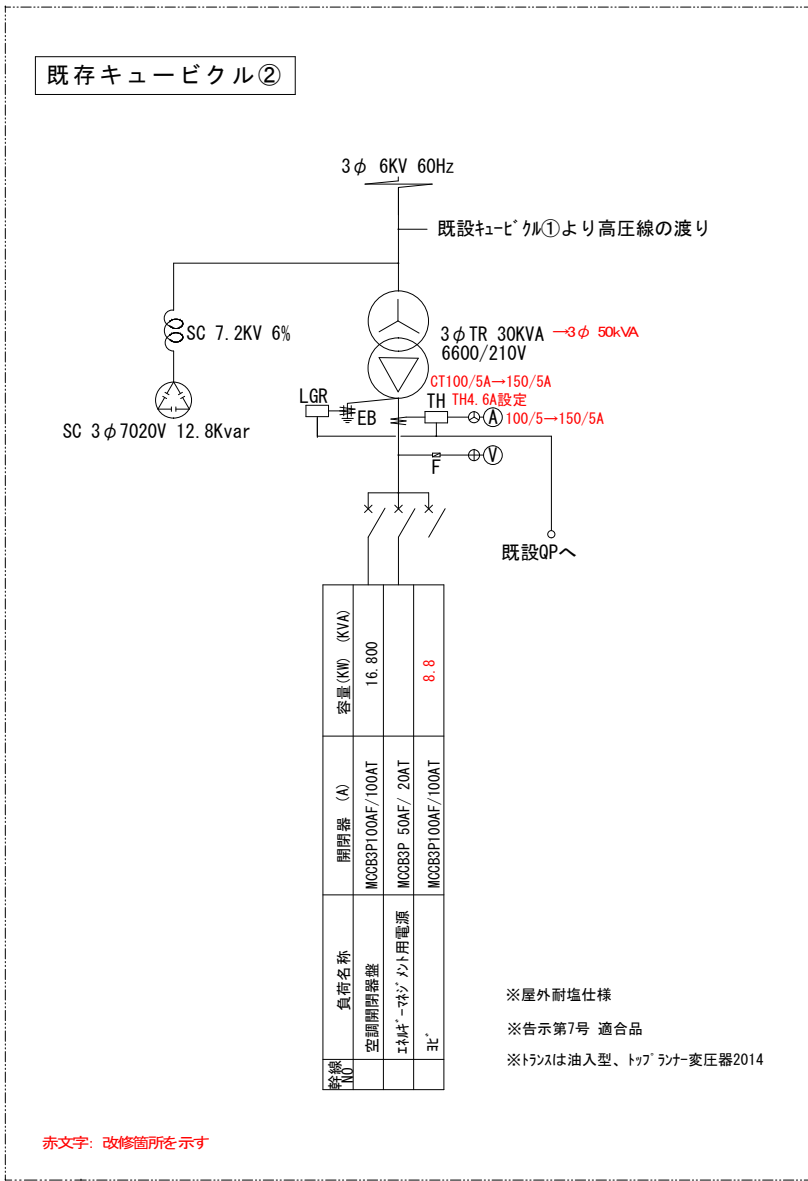 既存キュービクル②
3φ 6KV 60Hz
既設ｷｭｰﾋﾞｸﾙ①より高圧線の渡り
SC 7.2KV 6%
3φTR 30KVA →3φ 50kVA
6600/210V
CT100/5A→150/5A
LGR
TH TH4.6A設定
EB
A 100/5→150/5A
SC 3φ7020V 12.8Kvar
F
V
既設QPへ
幹線NO 負荷名称 開閉器 (A) 容量(KW) (KVA)
空調開閉器盤 MCCB3P100AF/100AT 16.800
ｴﾈﾙｷﾞｰﾏﾈｼﾞﾒﾝﾄ用電源 MCCB3P 50AF/ 20AT
ﾖﾋﾞ MCCB3P100AF/100AT 8.8
※屋外耐塩仕様
※告示第7号 適合品
※ﾄﾗﾝｽは油入型、ﾄｯﾌﾟﾗﾝﾅｰ変圧器2014
赤文字: 改修箇所を示す